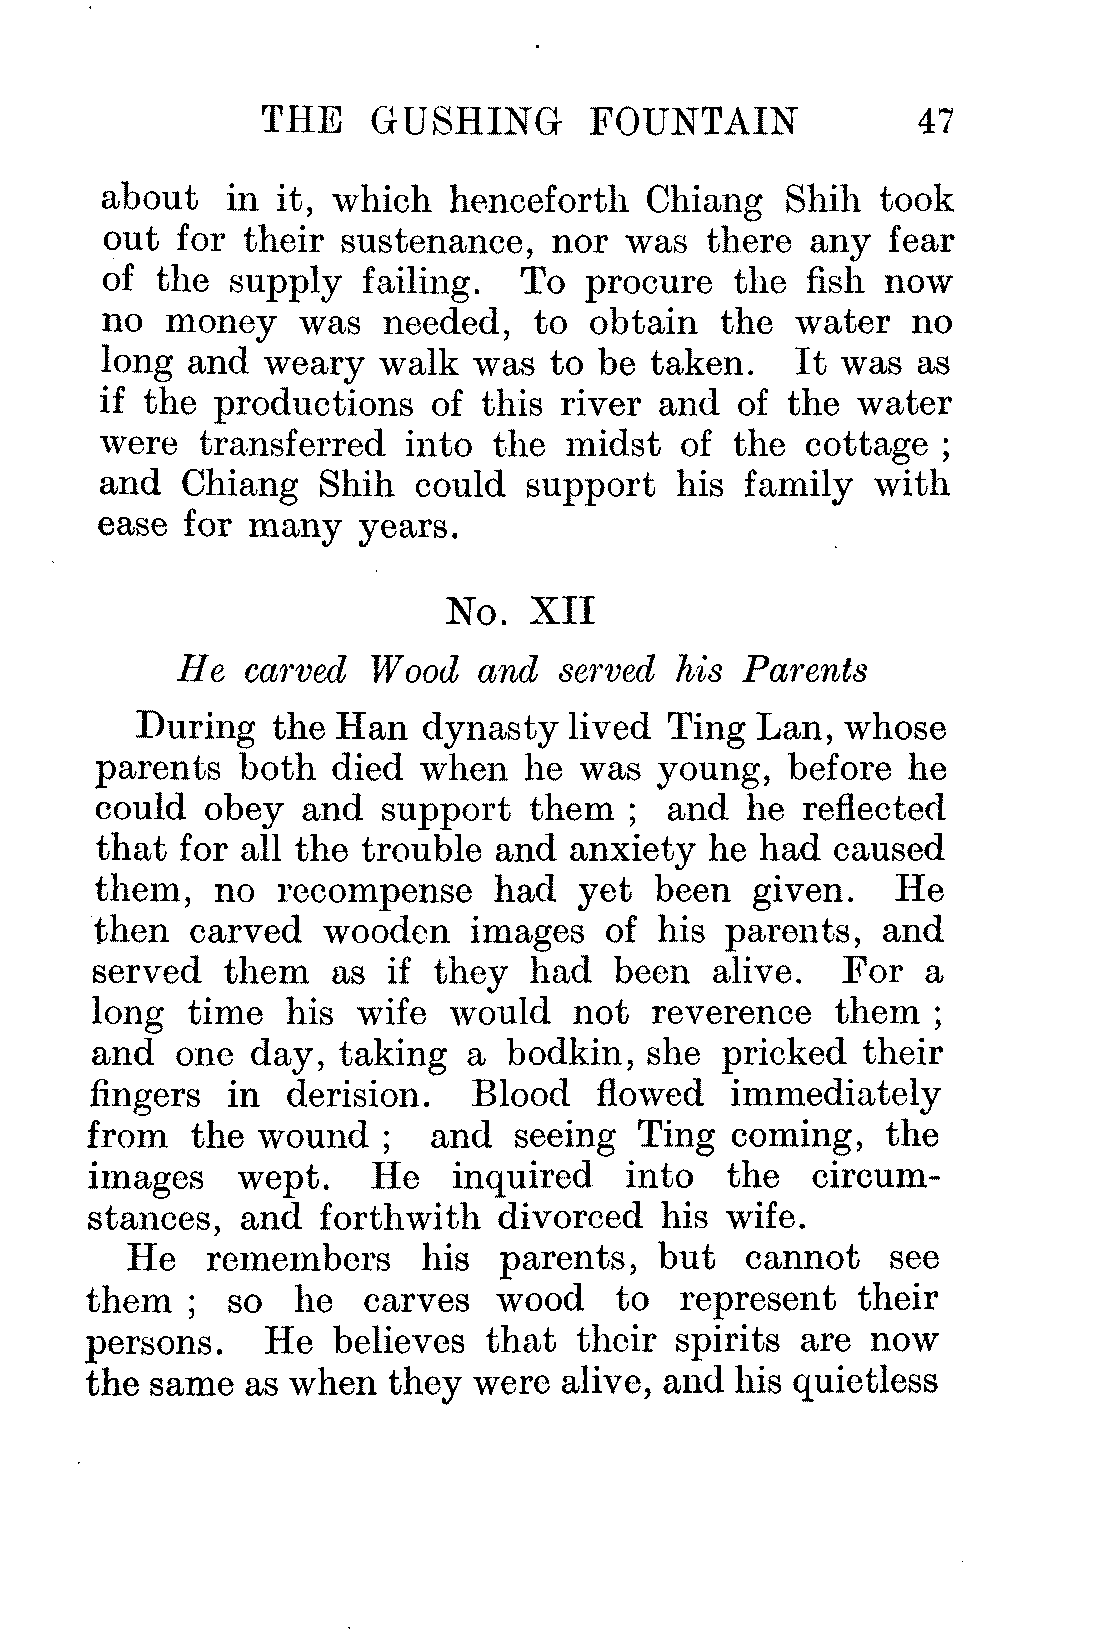 THE GUSHING FOUNTAIN 47
about in it, which henceforth Chiang Shih took
out for their sustenance, nor was there any fear
of the supply failing. To procure the fish now
no money was needed, to obtain the water no
long and weary walk was to be taken. It was as
if the productions of this river and of the water
were transferred into the midst of the cottage ;
and Chiang Shih could support his family with
ease for many years.
No. XII
He carved Wood and served his Parents
During the Han dynasty lived Ting Lan, whose
parents both died when he was young, before he
could obey and support them ; and he reflected
that for all the trouble and anxiety he had caused
them, no recompense had yet been given. He
then carved wooden images of his parents, and
served them as if they had been alive. For a
long time his wife would not reverence them ;
and one day, taking a bodkin, she pricked their
fingers in derision. Blood flowed immediately
from the wound ; and seeing Ting coming, the
images wept. He inquired into the circum-
stances, and forthwith divorced his wife.
He remembers his parents, but cannot see
them ; so he carves wood to represent their
persons. He believes that their spirits are now
the same as when they were alive, and his quietless